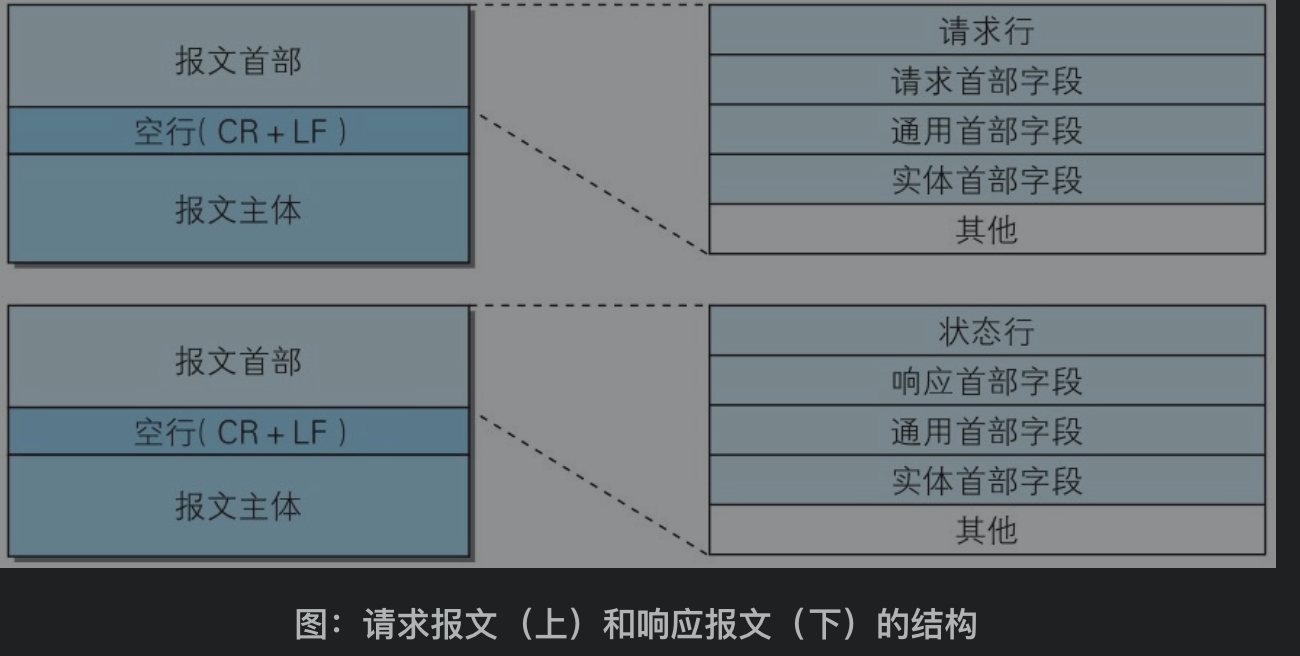 报文首部
空行( CR + LF )
报文主体
请求行
请求首部字段
通用首部字段
实体首部字段
其他
报文首部
空行( CR + LF )
报文主体
状态行
响应首部字段
通用首部字段
实体首部字段
其他
图：请求报文（上）和响应报文（下）的结构